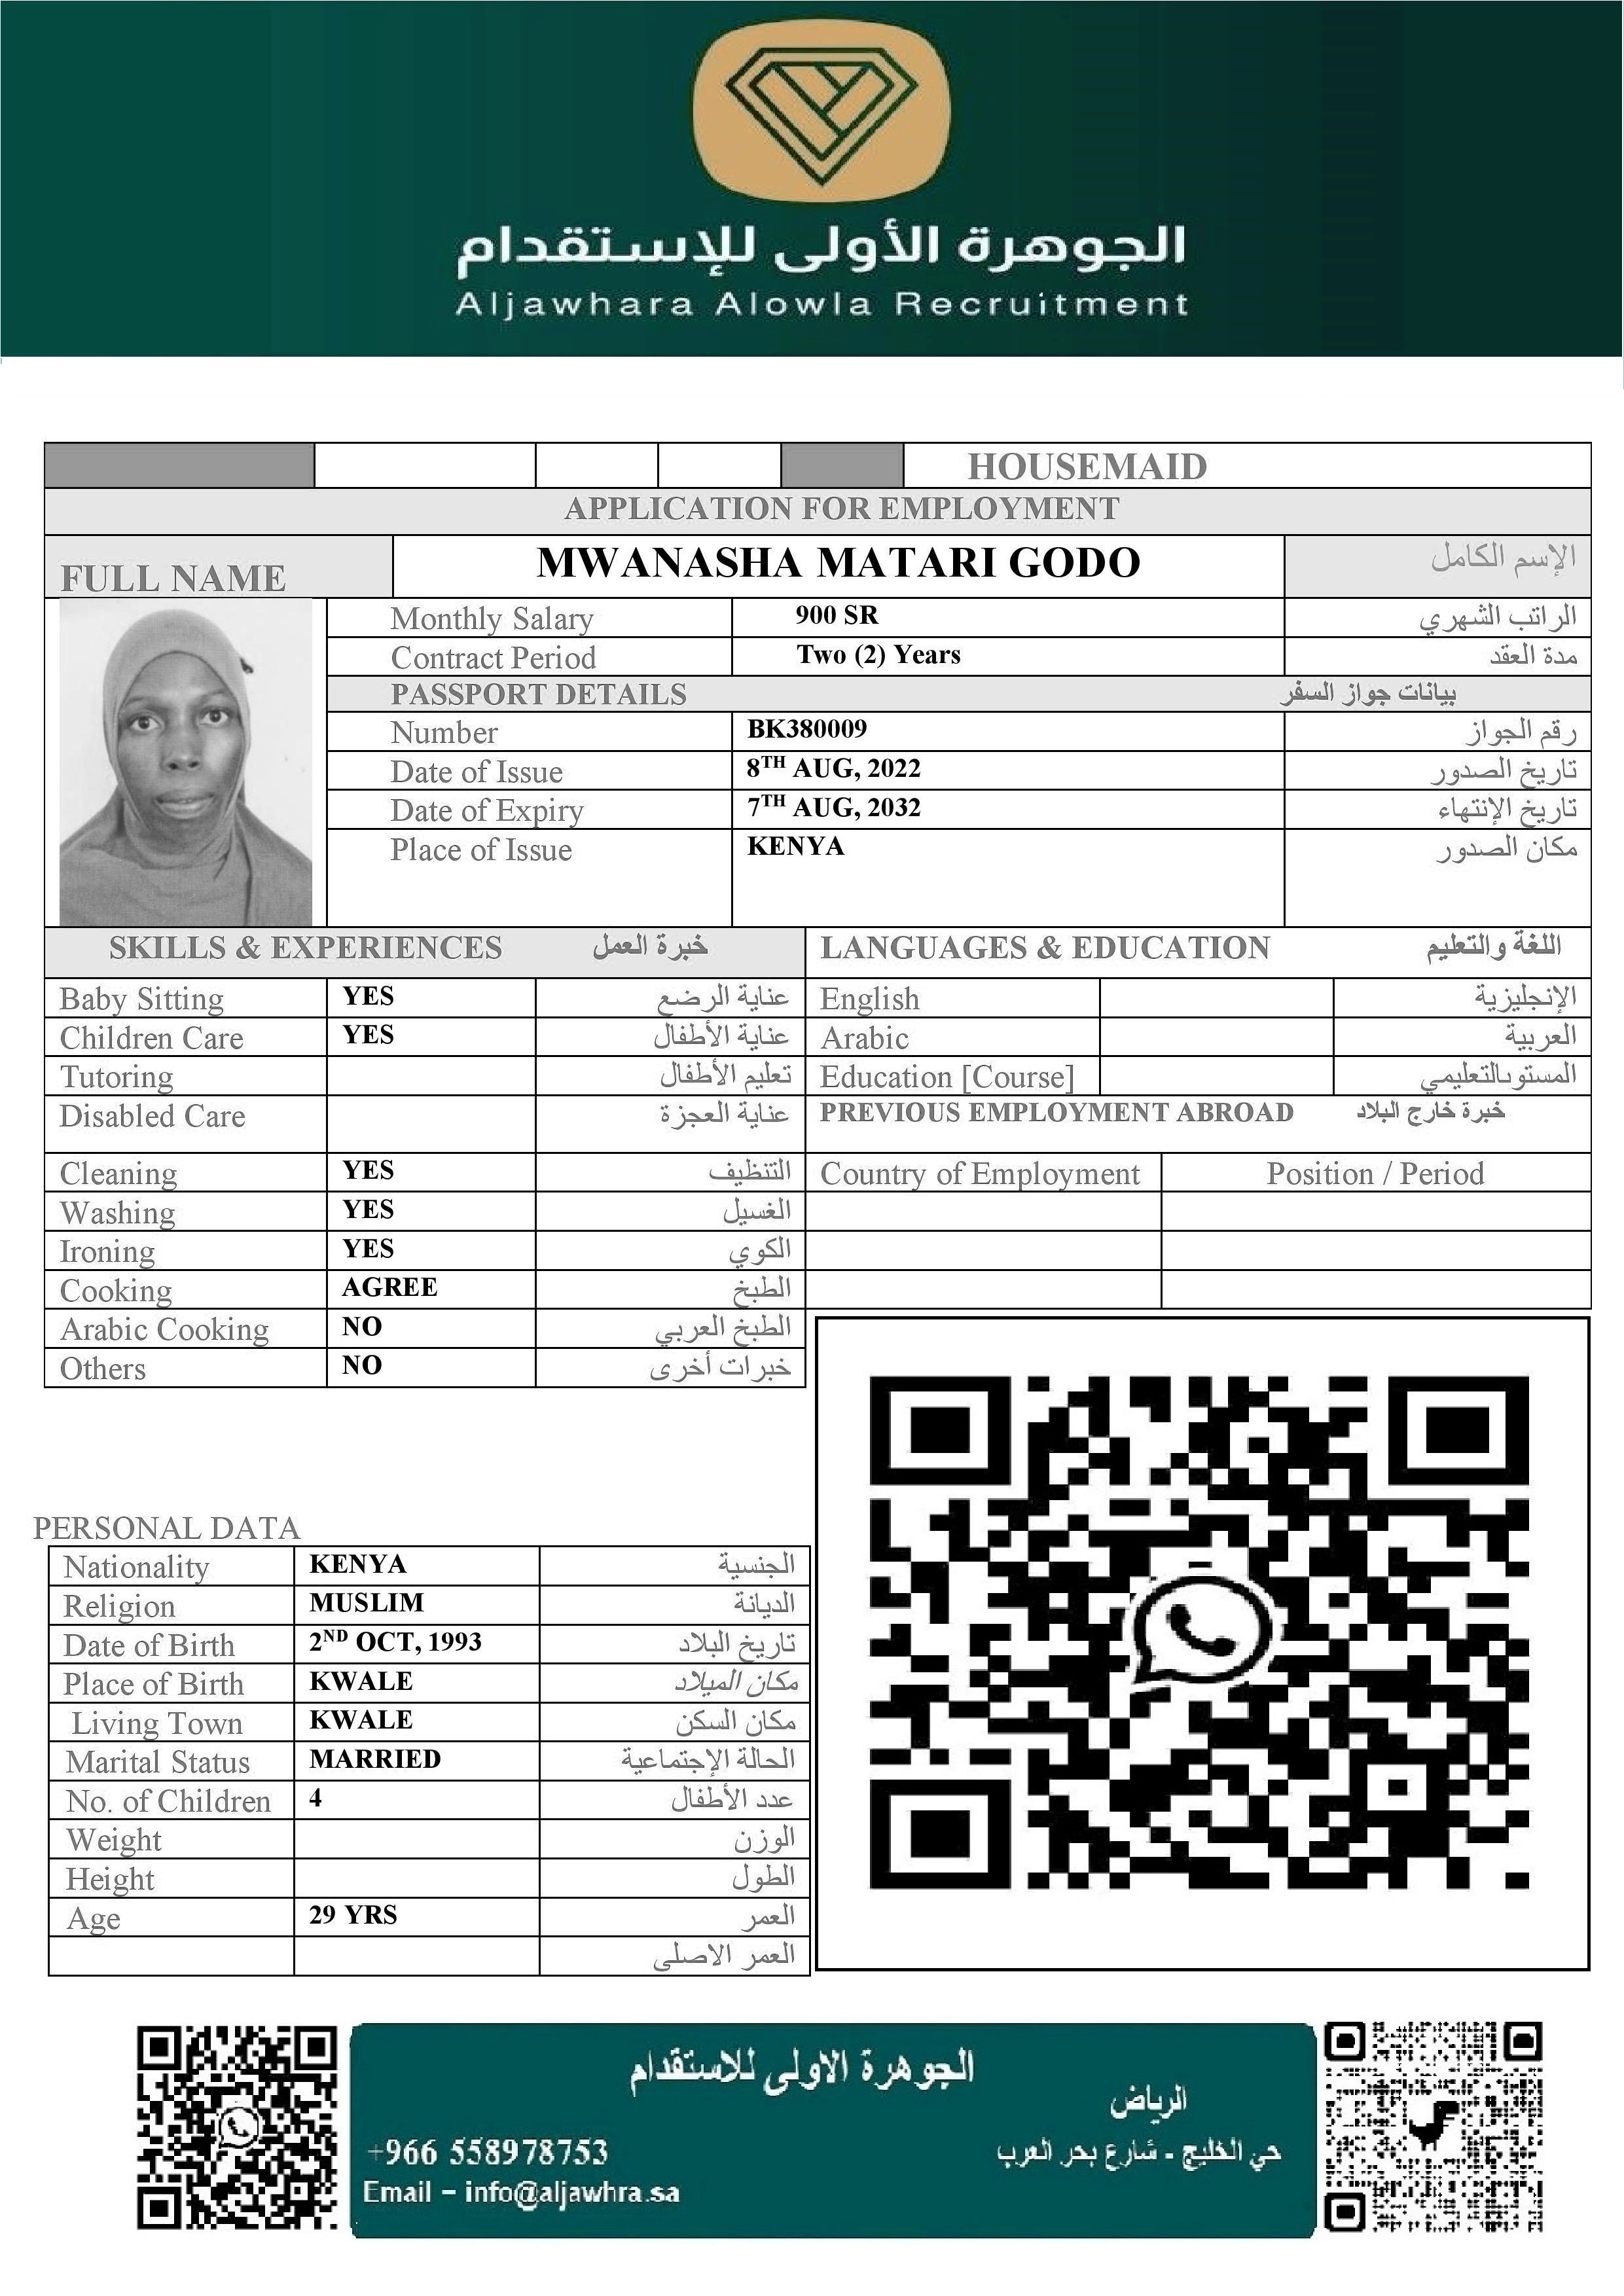 الجوهرة الأولى للإستقدام
Aljawhara Alowla Recruitment
HOUSEMAID
APPLICATION FOR EMPLOYMENT
FULL NAME MWANASHA MATARI GODO الإسم الكامل
Monthly Salary 900 SR الراتب الشهري
Contract Period Two (2) Years مدة العقد
PASSPORT DETAILS بيانات جواز السفر
Number BK380009 رقم الجواز
Date of Issue 8TH AUG, 2022 تاريخ الصدور
Date of Expiry 7TH AUG, 2032 تاريخ الإنتهاء
Place of Issue KENYA مكان الصدور
SKILLS & EXPERIENCES خبرة العمل
Baby Sitting YES عناية الرضع
Children Care YES عناية الأطفال
Tutoring تعليم الأطفال
Disabled Care عناية العجزة
Cleaning YES التنظيف
Washing YES الغسيل
Ironing YES الكوي
Cooking AGREE الطبخ
Arabic Cooking NO الطبخ العربي
Others NO خبرات أخرى
LANGUAGES & EDUCATION اللغة والتعليم
English الإنجليزية
Arabic العربية
Education [Course] المستوىالتعليمي
PREVIOUS EMPLOYMENT ABROAD خبرة خارج البلاد
Country of Employment Position / Period
PERSONAL DATA
Nationality KENYA الجنسية
Religion MUSLIM الديانة
Date of Birth 2ND OCT, 1993 تاريخ البلاد
Place of Birth KWALE مكان الميلاد
Living Town KWALE مكان السكن
Marital Status MARRIED الحالة الإجتماعية
No. of Children 4 عدد الأطفال
Weight الوزن
Height الطول
Age 29 YRS العمر
العمر الاصلى
الجوهرة الاولى للاستقدام
الرياض
+966 558978753 حي الخليج - شارع بحر العرب
Email – info@aljawhra.sa